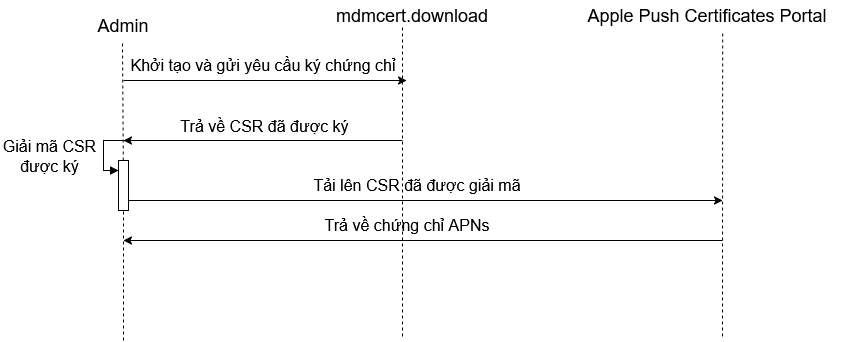 Admin
mdmcert.download
Apple Push Certificates Portal
Khởi tạo và gửi yêu cầu ký chứng chỉ
Trả về CSR đã được ký
Giải mã CSR
được ký
Tải lên CSR đã được giải mã
Trả về chứng chỉ APNs